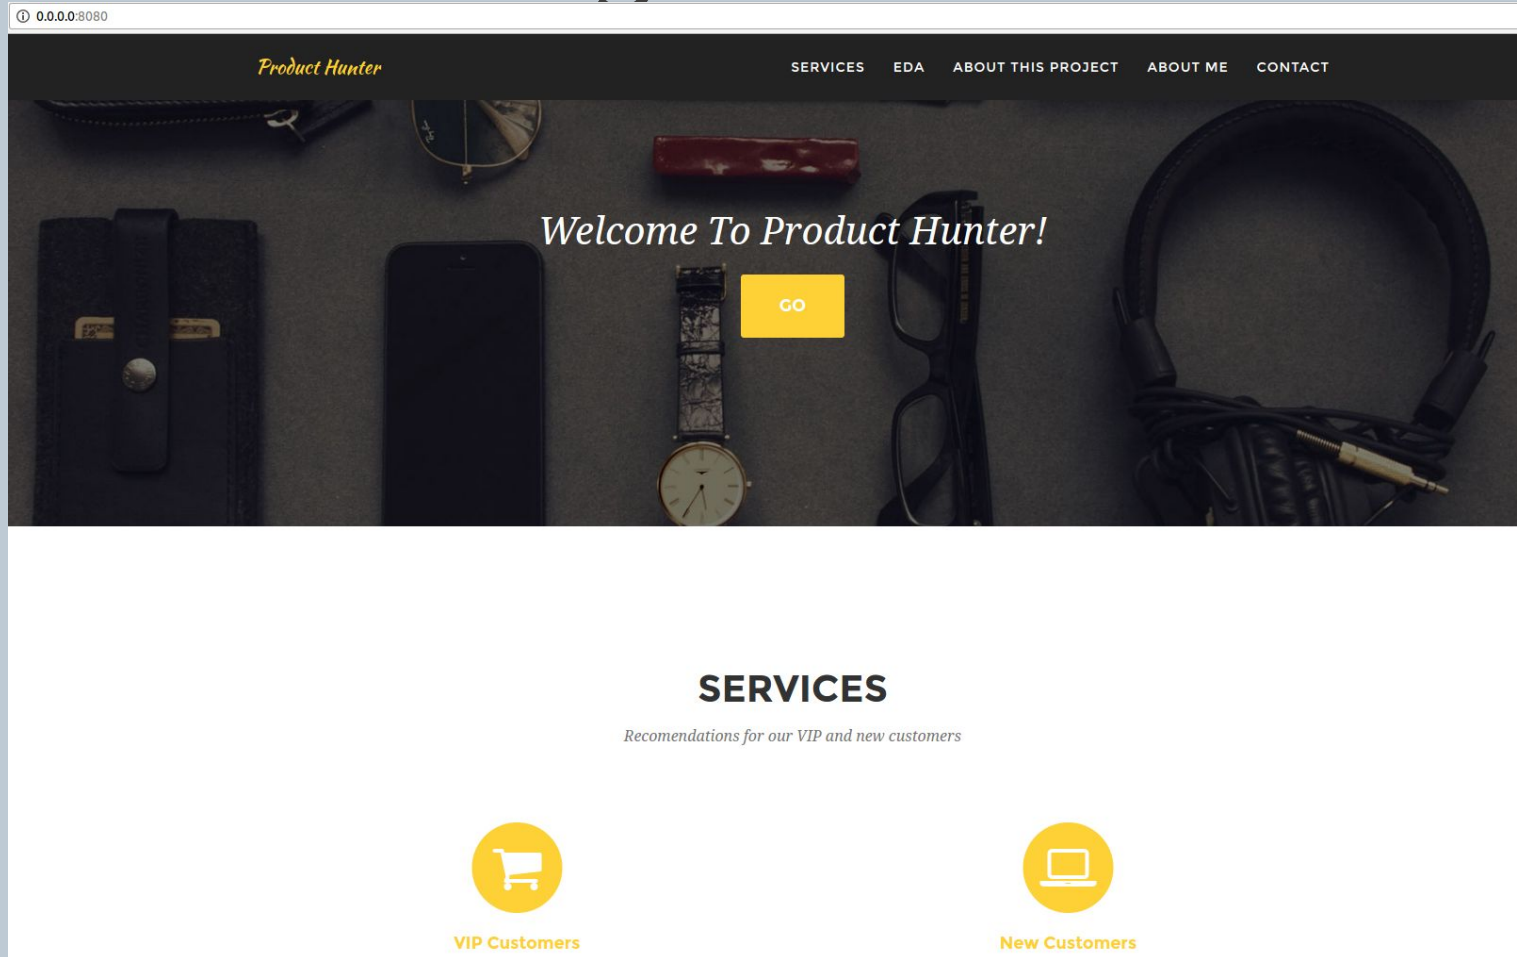 0.0.0.0:8080
Product Hunter
SERVICES EDA ABOUT THIS PROJECT ABOUT ME CONTACT
Welcome To Product Hunter!
GO
SERVICES
Recomendations for our VIP and new customers
VIP Customers
New Customers